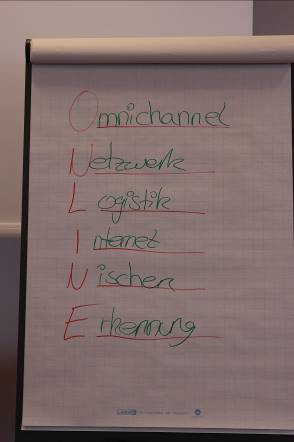 Omnichannel
Netzwerk
Logistik
Internet
Nischen
Erkennung